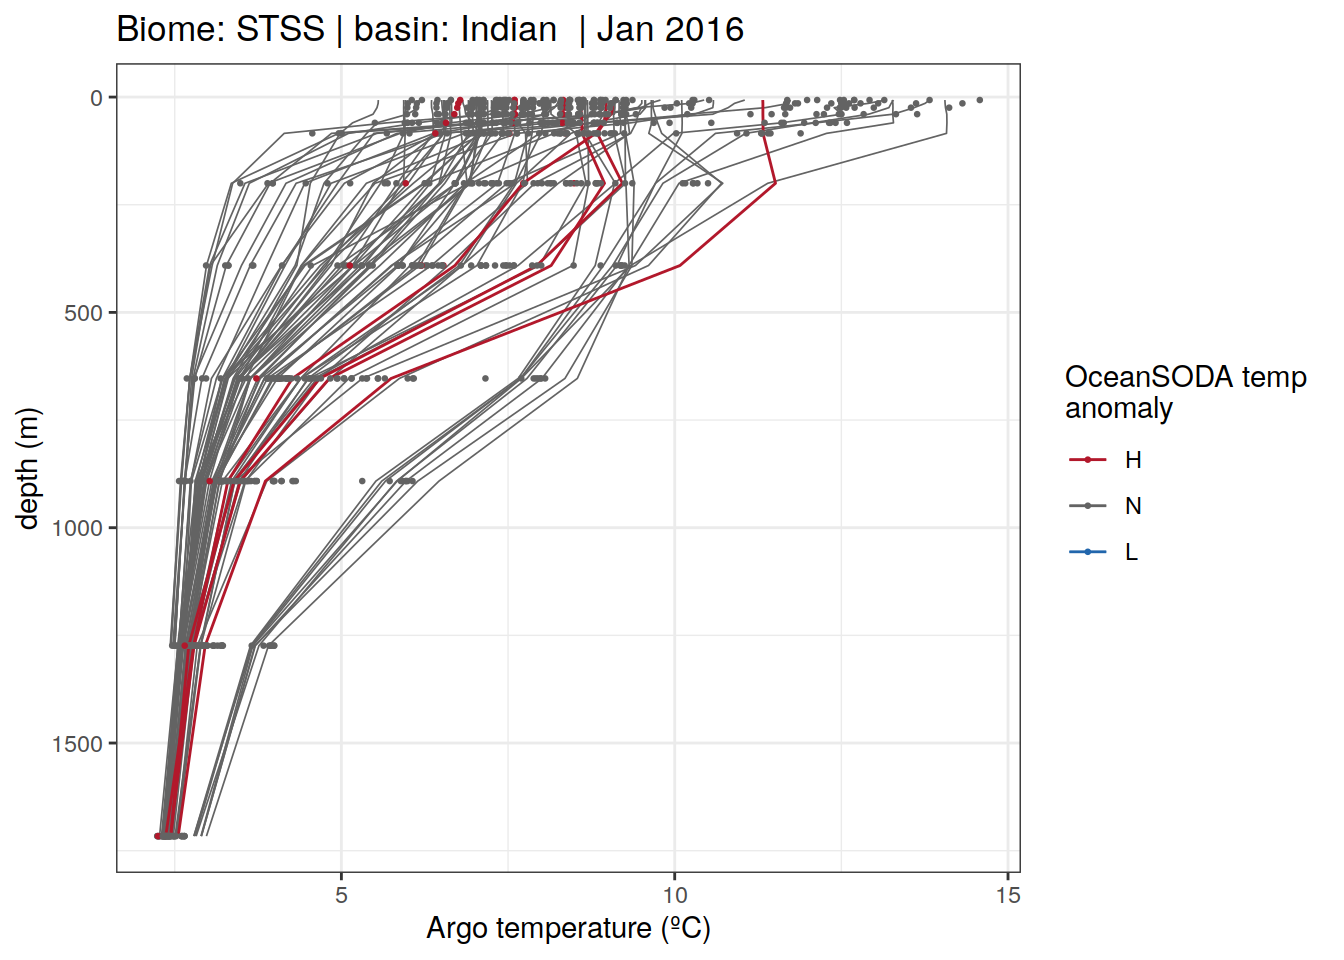 Biome: STSS | basin: Indian  | Jan 2016
0
500
1000
1500
depth (m)
5
10
15
Argo temperature (ºC)
OceanSODA temp
anomaly
H
N
L